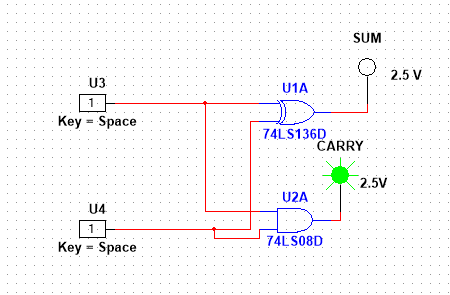 SUM
2.5 V
U3
1
Key = Space
U1A
74LS136D
CARRY
2.5V
U4
1
Key = Space
U2A
74LS08D